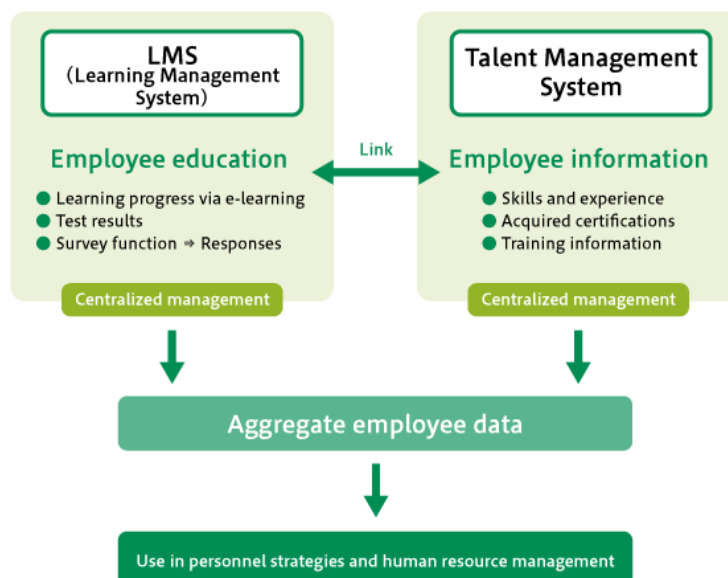 LMS
（Learning Management
System）
Employee education
● Learning progress via e-learning
● Test results
● Survey function ⇒ Responses
Centralized management
Link
Talent Management
System
Employee information
● Skills and experience
● Acquired certifications
● Training information
Centralized management
Aggregate employee data
Use in personnel strategies and human resource management